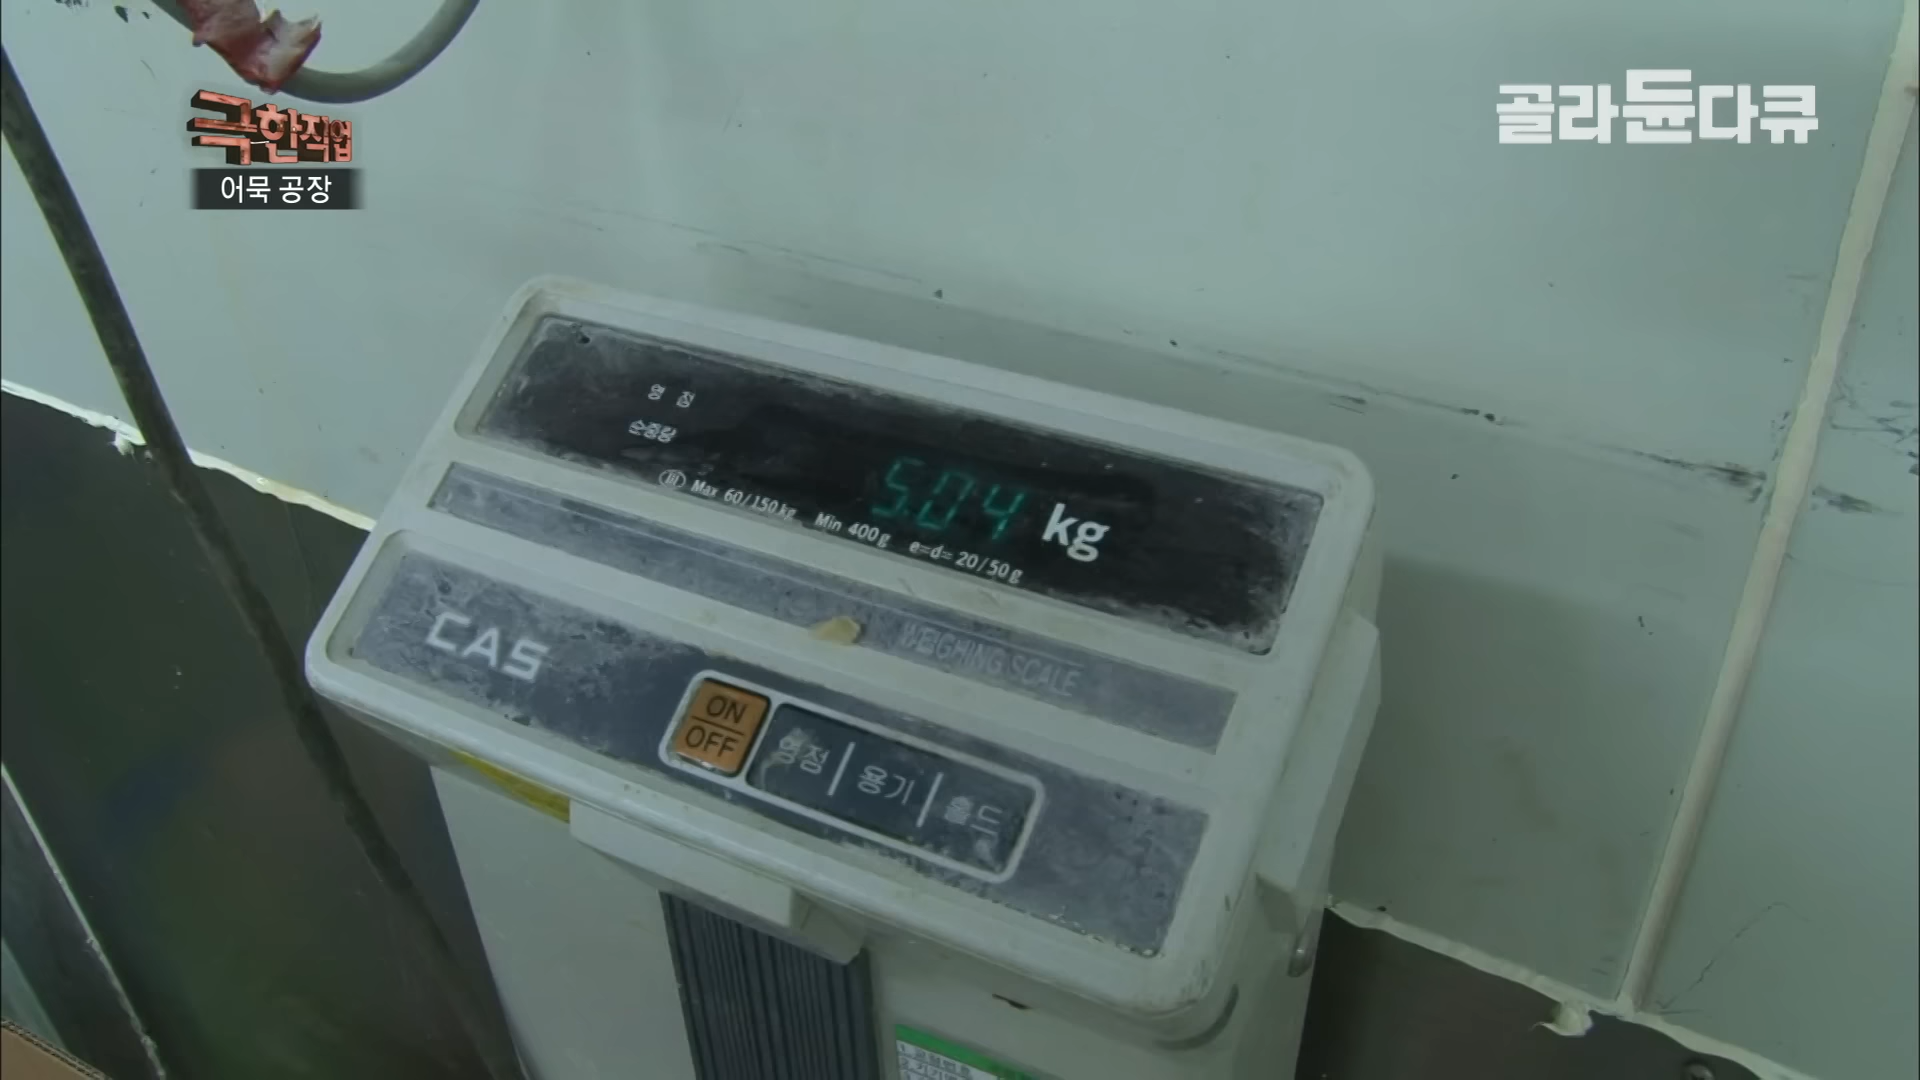 극한직업
어묵 공장
골라듄다큐
영 점
순중량
5.04 kg
III Max 60/150kg Min 400g e=d= 20/50g
WEIGHING SCALE
CAS
ON
OFF
영점 용기 홀드